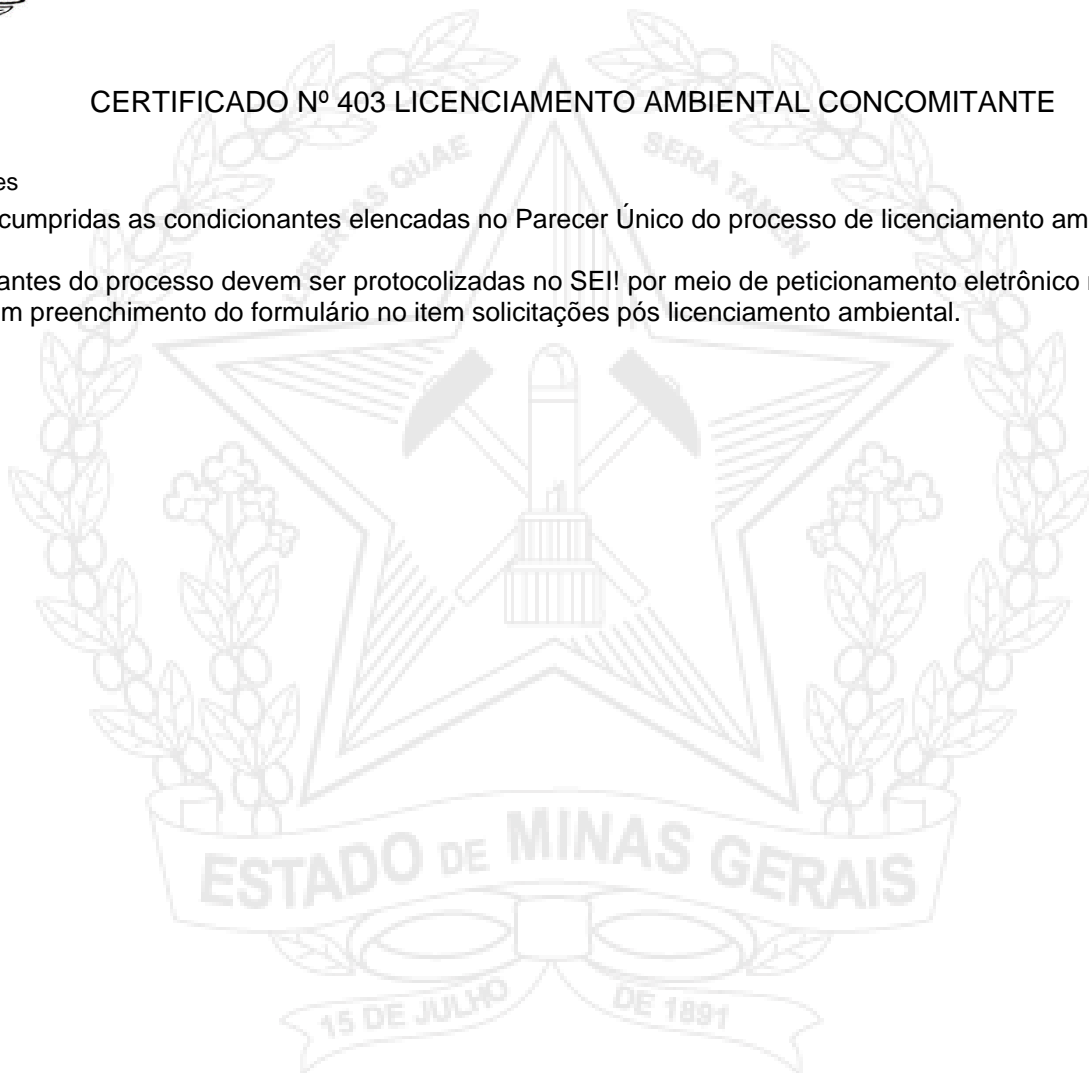 CERTIFICADO Nº 403 LICENCIAMENTO AMBIENTAL CONCOMITANTE
LIBERTAS QUAE SERA TAMEN
es
cumpridas as condicionantes elencadas no Parecer Único do processo de licenciamento am
antes do processo devem ser protocolizadas no SEI! por meio de peticionamento eletrônico
m preenchimento do formulário no item solicitações pós licenciamento ambiental.
ESTADO DE MINAS GERAIS
15 DE JULHO DE 1891